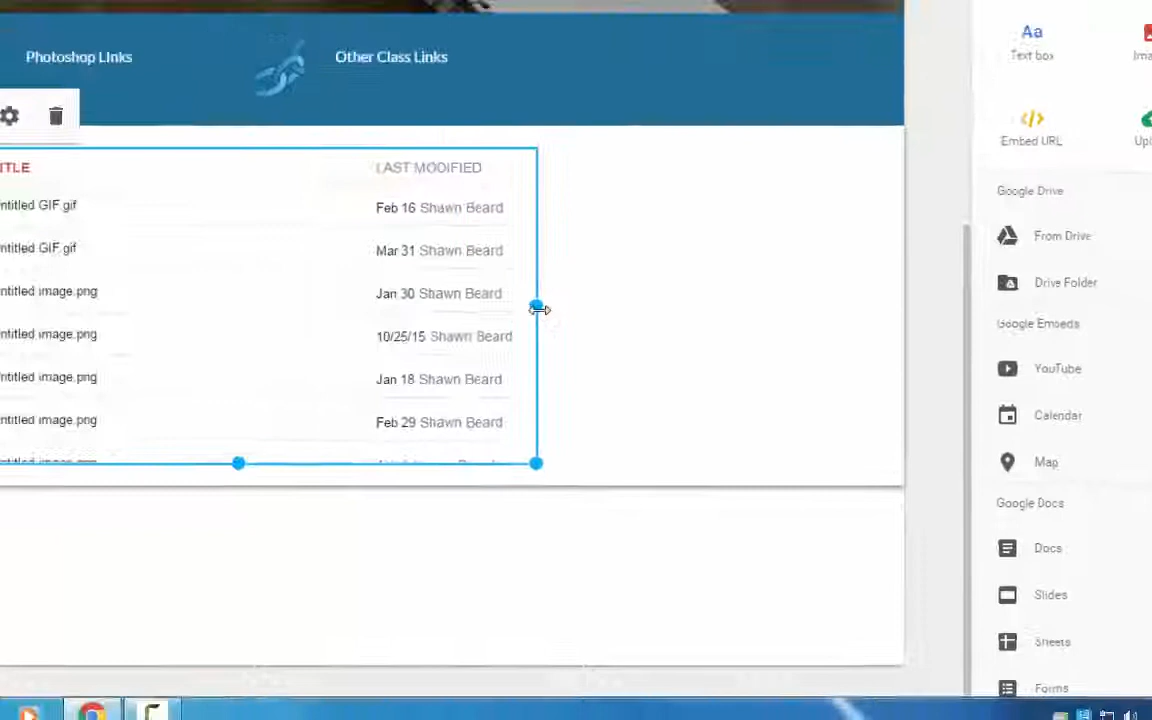 Photoshop Links
Other Class Links
Aa
Text box
Ima
</>
Embed URL
Uplo
ITLE
LAST MODIFIED
ntitled GIF.gif
Feb 16 Shawn Beard
ntitled GIF.gif
Mar 31 Shawn Beard
ntitled image.png
Jan 30 Shawn Beard
ntitled image.png
10/25/15 Shawn Beard
ntitled image.png
Jan 18 Shawn Beard
ntitled image.png
Feb 29 Shawn Beard
Google Drive
From Drive
Drive Folder
Google Embeds
YouTube
Calendar
Map
Google Docs
Docs
Slides
Sheets
Forms